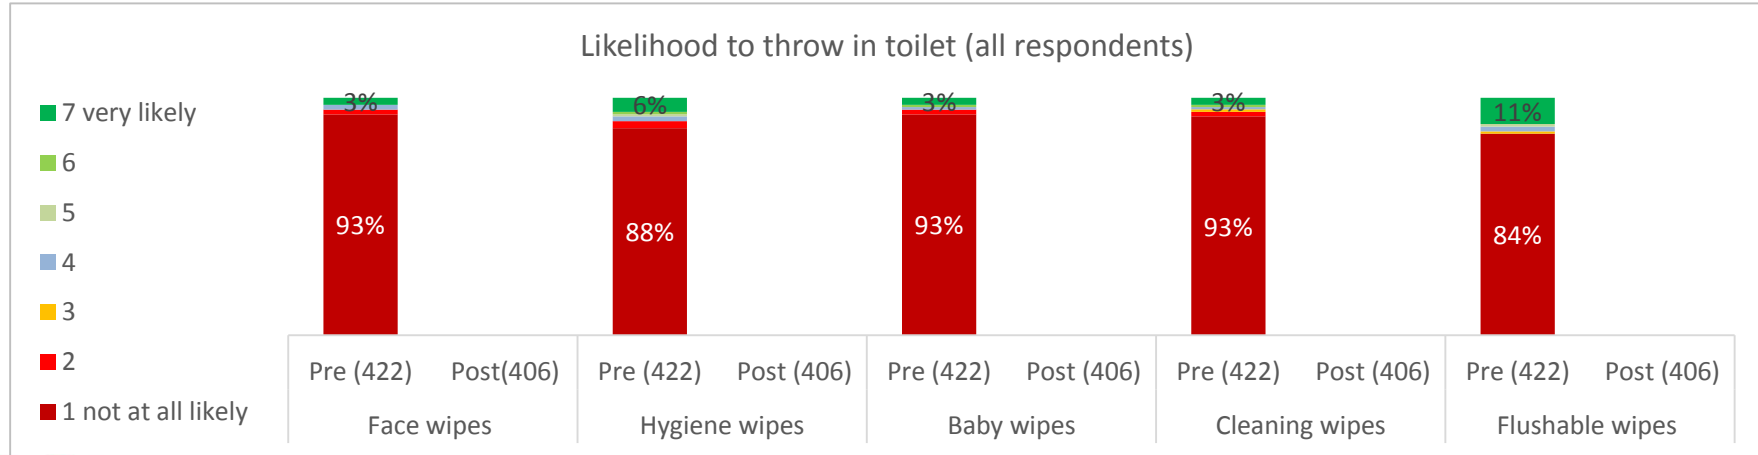 Likelihood to throw in toilet (all respondents)
7 very likely
6
5
4
3
2
1 not at all likely
3% 6% 3% 3% 11%
93% 88% 93% 93% 84%
Pre (422) Post(406) Pre (422) Post (406) Pre (422) Post (406) Pre (422) Post (406) Pre (422) Post (406)
Face wipes Hygiene wipes Baby wipes Cleaning wipes Flushable wipes